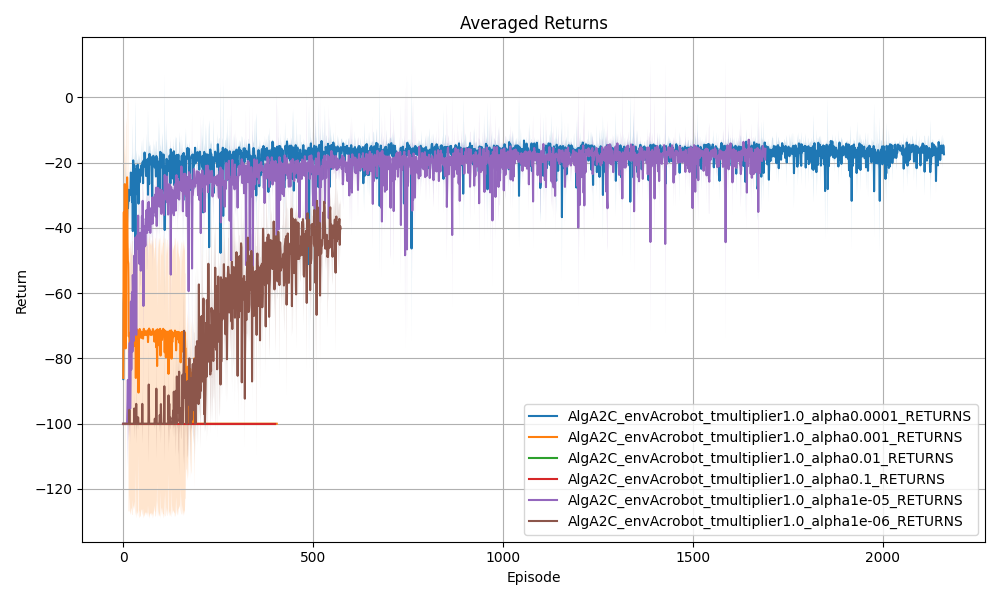 Averaged Returns
0
−20
−40
−60
−80
−100
−120
Return
0
500
1000
1500
2000
Episode
AlgA2C_envAcrobot_tmultiplier1.0_alpha0.0001_RETURNS
AlgA2C_envAcrobot_tmultiplier1.0_alpha0.001_RETURNS
AlgA2C_envAcrobot_tmultiplier1.0_alpha0.01_RETURNS
AlgA2C_envAcrobot_tmultiplier1.0_alpha0.1_RETURNS
AlgA2C_envAcrobot_tmultiplier1.0_alpha1e-05_RETURNS
AlgA2C_envAcrobot_tmultiplier1.0_alpha1e-06_RETURNS